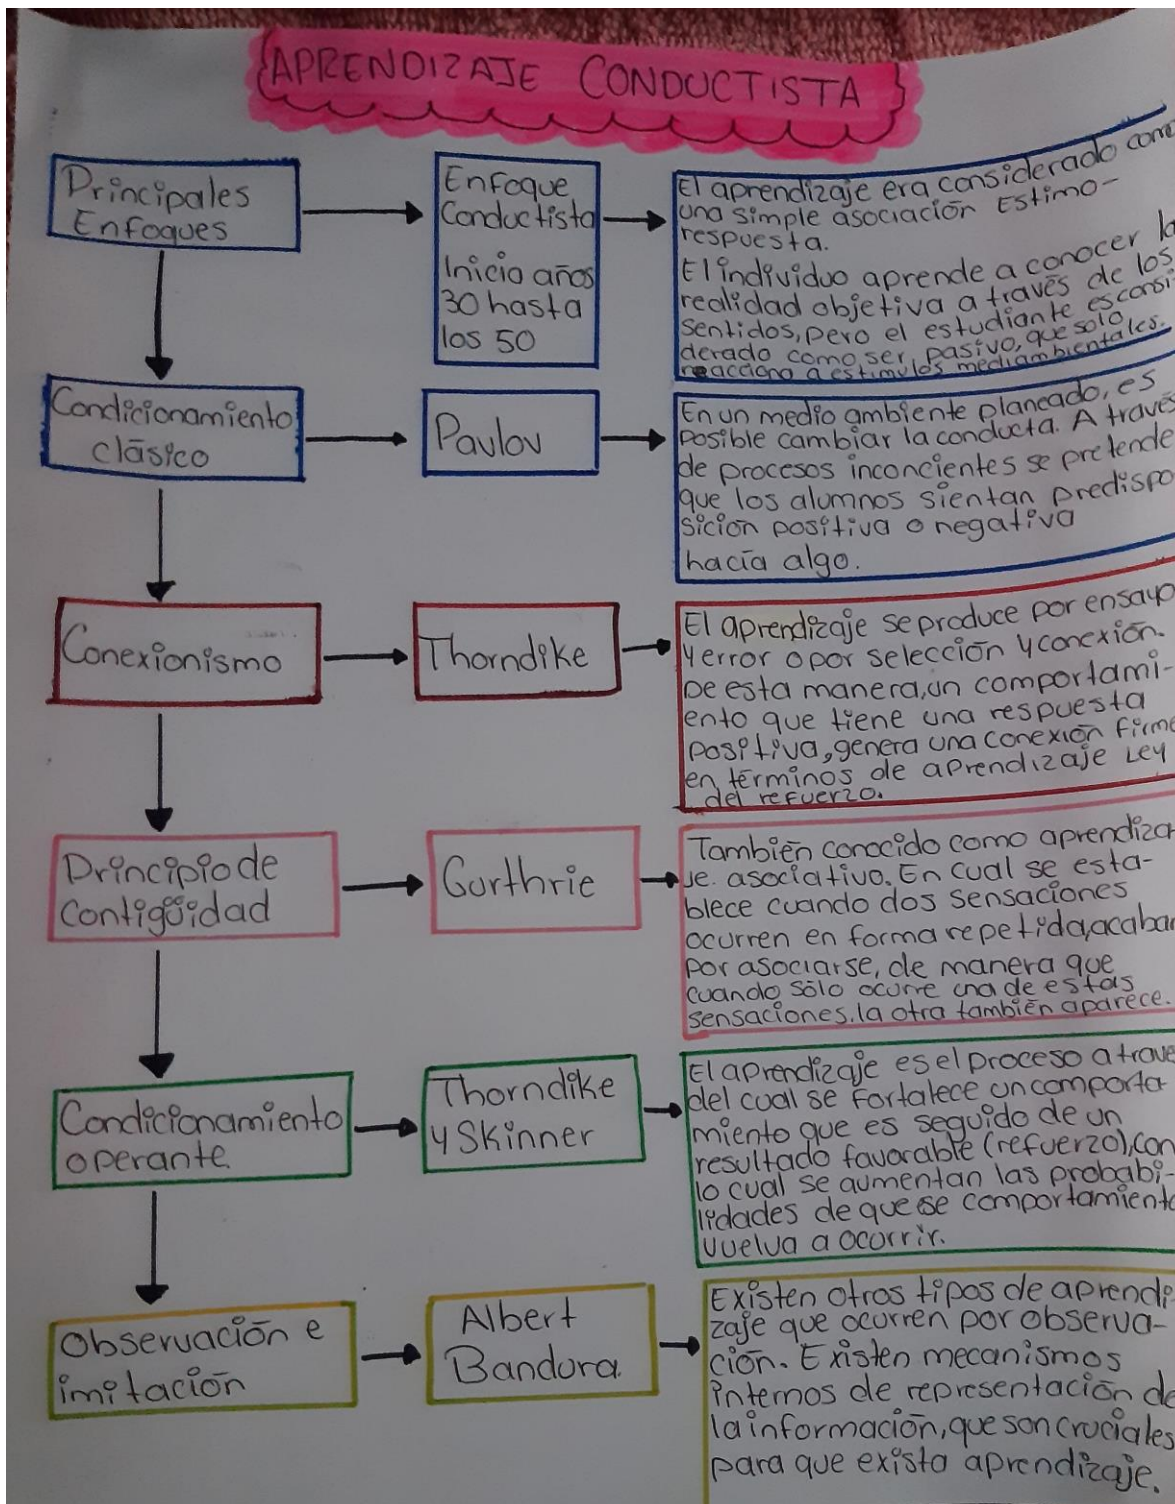 APRENDIZAJE CONDUCTISTA
Principales
Enfoques
Enfoque
Conductista
Inicio años
30 hasta
los 50
El aprendizaje era considerado como
una simple asociación Estimo-
respuesta.
El individuo aprende a conocer la
realidad objetiva a través de los
sentidos, pero el estudiante es consi
derado como ser, pasivo, que solo
reacciona a estimulos mediambientales.
Condicionamiento
clásico
Pavlov
En un medio ambiente planeado, es
posible cambiar la conducta. A través
de procesos inconcientes se pretende
que los alumnos sientan predispo
sición positiva o negativa
hacía algo.
Conexionismo
Thorndike
El aprendizaje se produce por ensayo
y error o por selección y conexión.
De esta manera, un comportami-
ento que tiene una respuesta
positiva, genera una conexión firme
en términos de aprendizaje Ley
del refuerzo.
Principio de
Contigüidad
Gurthrie
También conocido como aprendiza
je. asociativo. En cual se esta-
blece cuando dos sensaciones
ocurren en forma repetida, acaban
por asociarse, de manera que
cuando sólo ocurre una de estas
sensaciones, la otra también aparece.
Condicionamiento
operante
Thorndike
y Skinner
El aprendizaje es el proceso a trave
del cual se fortalece un comporta
miento que es seguido de un
resultado favorable (refuerzo), con
lo cual se aumentan las probabi-
lidades de que se comportamiento
vuelva a ocurrir.
Observación e
imitación
Albert
Bandura.
Existen otros tipos de aprendi-
zaje que ocurren por observa-
ción. Existen mecanismos
internos de representación de
la información, que son cruciales
para que exista aprendizaje.